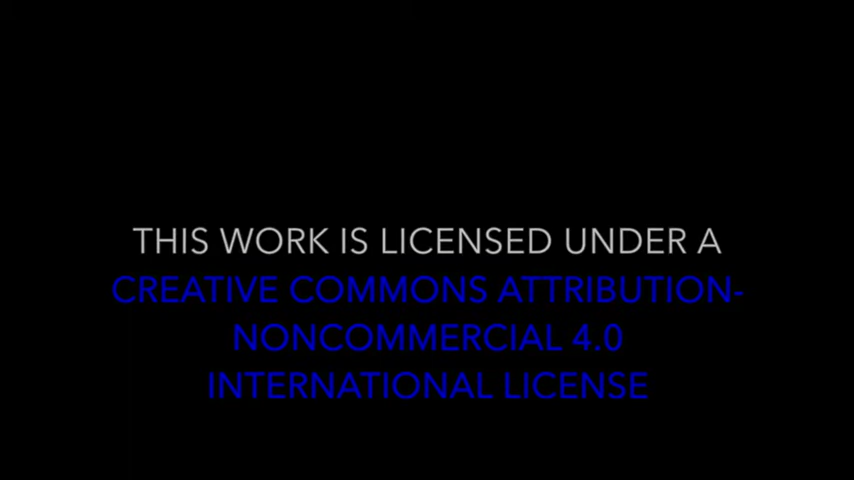 THIS WORK IS LICENSED UNDER A
CREATIVE COMMONS ATTRIBUTION-
NONCOMMERCIAL 4.0
INTERNATIONAL LICENSE